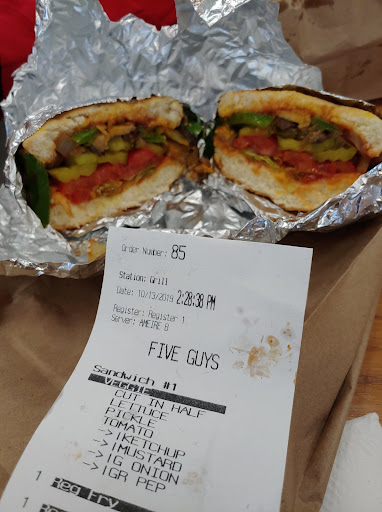 Order Number: 85
Station: Grill
Date: 10/13/2019 2:28:38 PM
Register: Register 1
Server: AMEIRE B
FIVE GUYS
Sandwich #1
VEGGIE
CUT IN HALF
LETTUCE
PICKLE
TOMATO
->|KETCHUP
->|MUSTARD
->|G ONION
->|GR PEP
1 Reg Fry
1